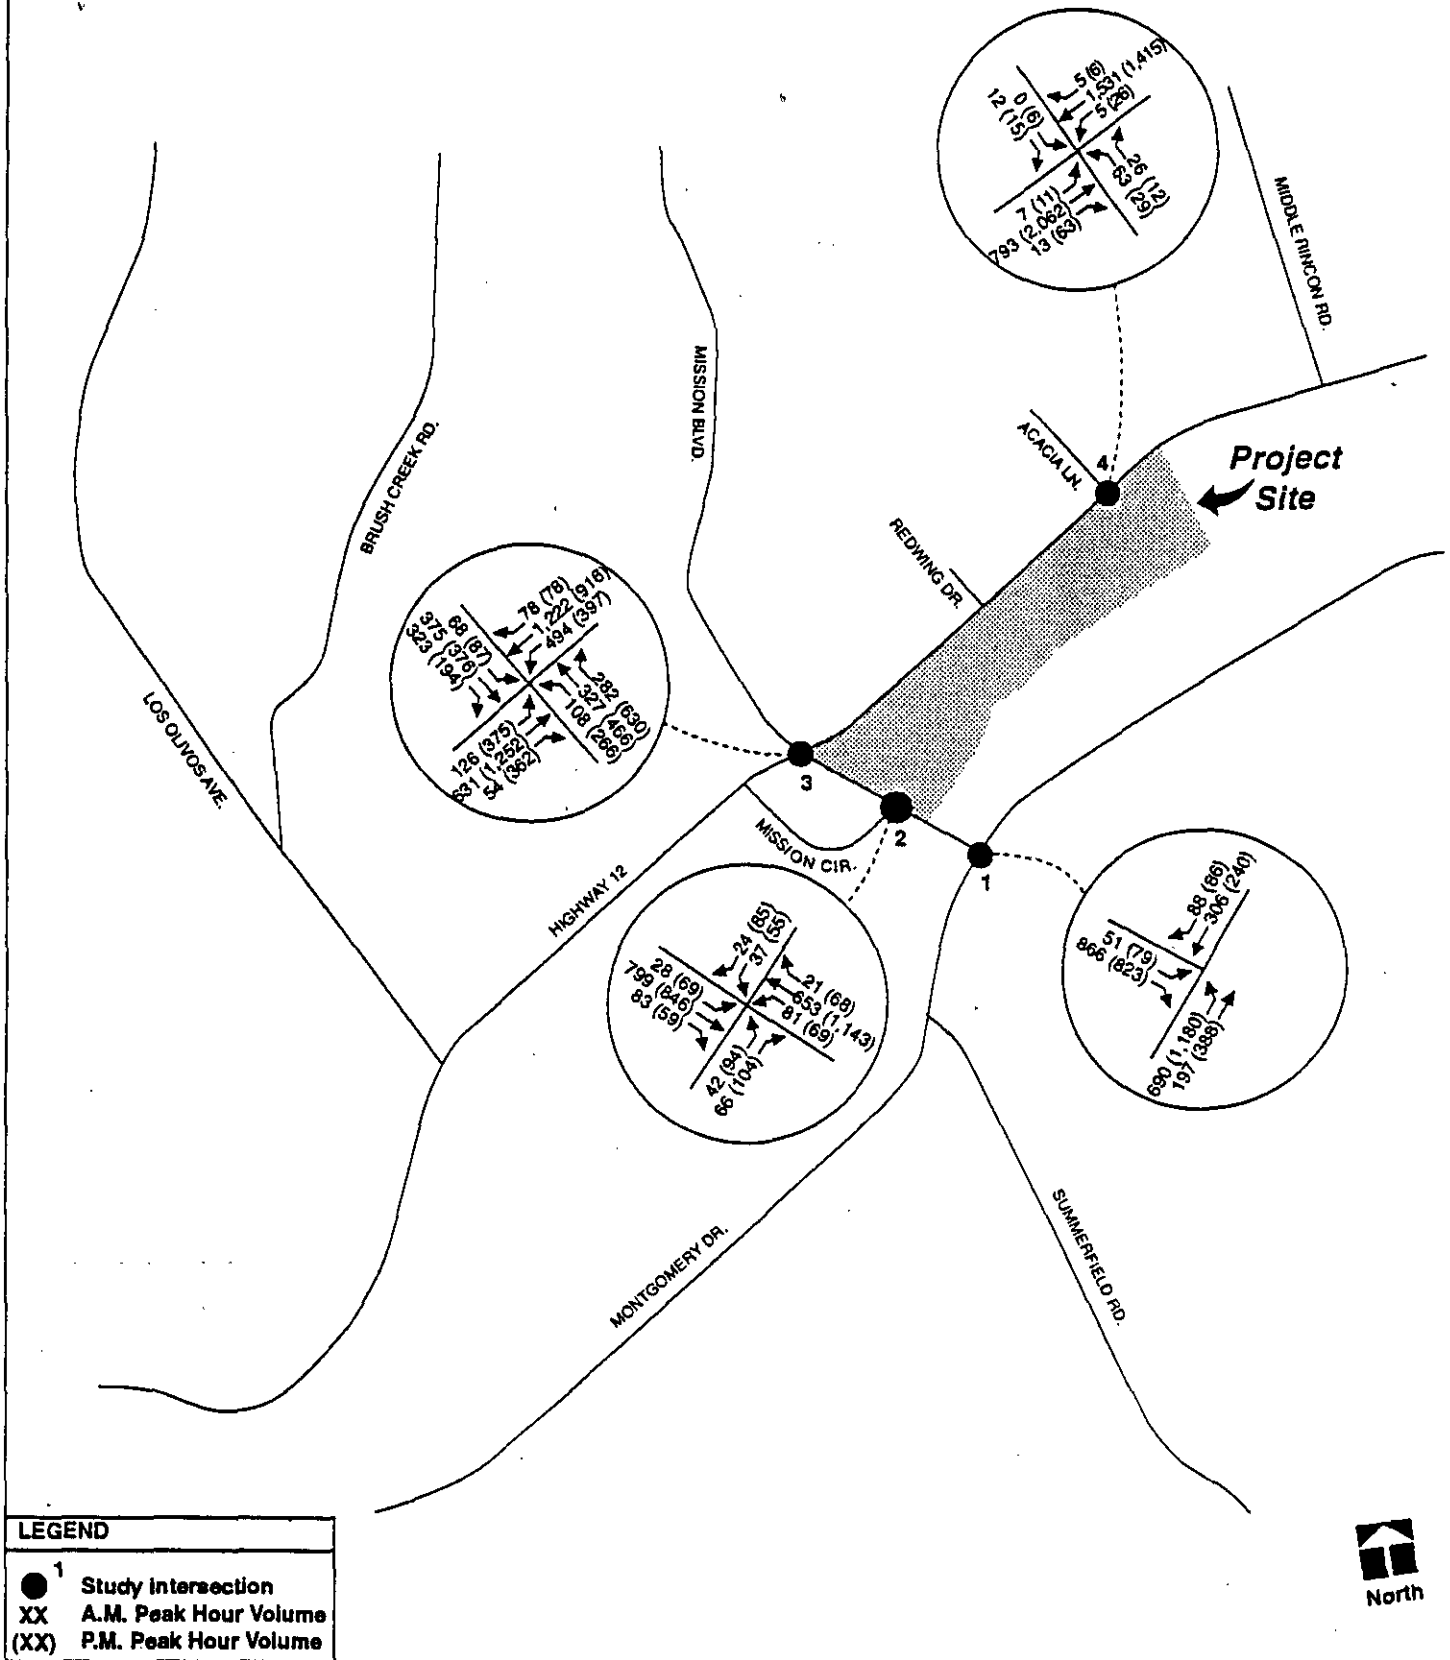 5 (6)
1,531 (1,415)
5 (26)
0 (6)
12 (15)
26 (12)
63 (29)
7 (11)
793 (2,062)
13 (63)
MIDDLE RINCON RD.
MISSION BLVD.
BRUSH CREEK RD.
ACACIA LN.
4
Project
Site
REDWING DR.
78 (78)
1,222 (916)
494 (397)
68 (87)
375 (376)
323 (194)
282 (630)
327 (466)
108 (266)
126 (375)
631 (1,252)
54 (362)
LOS OLIVOS AVE.
3
2
1
MISSION CIR.
HIGHWAY 12
88 (86)
306 (240)
51 (79)
866 (823)
690 (1,180)
197 (388)
24 (85)
37 (55)
28 (69)
799 (846)
83 (59)
21 (68)
653 (1,143)
81 (69)
42 (94)
66 (104)
MONTGOMERY DR.
SUMMERFIELD RD.
LEGEND
1 Study Intersection
XX A.M. Peak Hour Volume
(XX) P.M. Peak Hour Volume
North